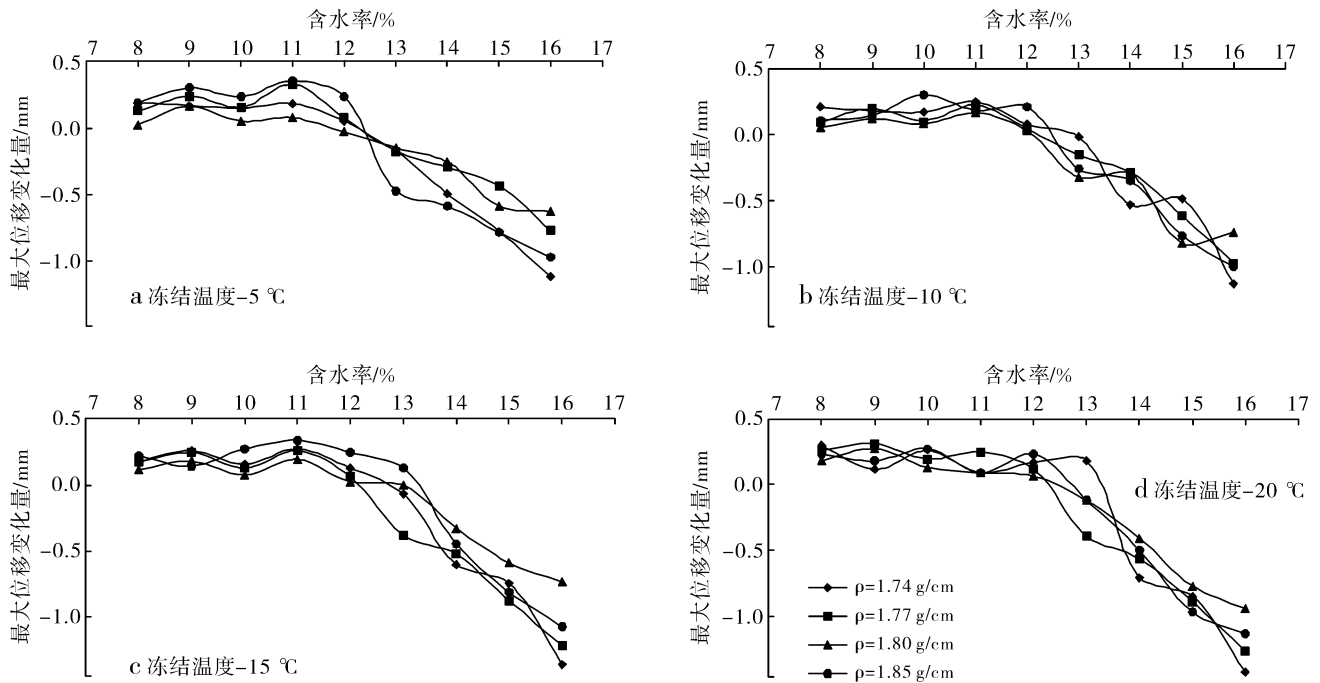 含水率/%
7 8 9 10 11 12 13 14 15 16 17
0.5
0.0
−0.5
−1.0
最大位移变化量/mm
a 冻结温度-5 ℃
含水率/%
7 8 9 10 11 12 13 14 15 16 17
0.5
0.0
−0.5
−1.0
最大位移变化量/mm
b 冻结温度-10 ℃
含水率/%
7 8 9 10 11 12 13 14 15 16 17
0.5
0.0
−0.5
−1.0
最大位移变化量/mm
c 冻结温度-15 ℃
含水率/%
7 8 9 10 11 12 13 14 15 16 17
0.5
0.0
−0.5
−1.0
最大位移变化量/mm
d 冻结温度-20 ℃
ρ=1.74 g/cm
ρ=1.77 g/cm
ρ=1.80 g/cm
ρ=1.85 g/cm